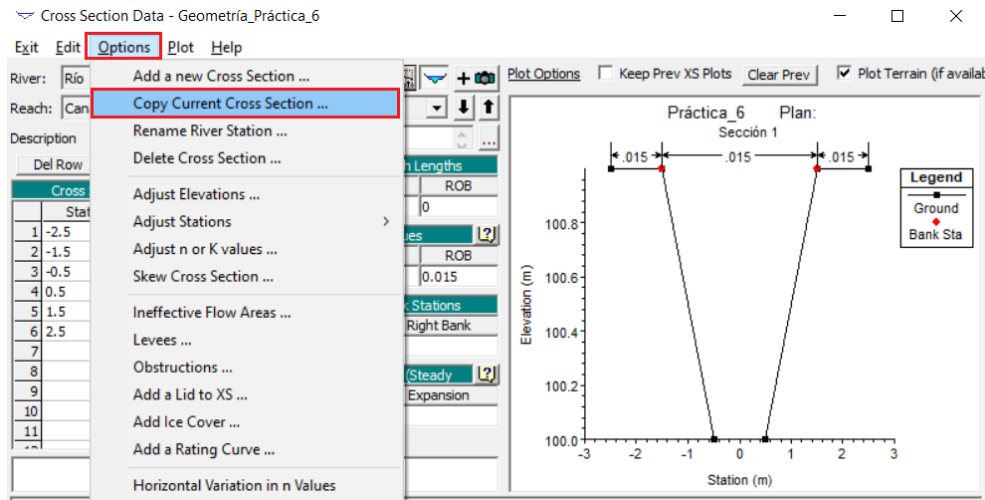 Cross Section Data - Geometría_Práctica_6
Exit Edit Options Plot Help
River: Río
Reach: Can
Description
Del Row
Cross
Stat
1 -2.5
2 -1.5
3 -0.5
4 0.5
5 1.5
6 2.5
7
8
9
10
11
Add a new Cross Section ...
Copy Current Cross Section ...
Rename River Station ...
Delete Cross Section ...
Adjust Elevations ...
Adjust Stations
Adjust n or K values ...
Skew Cross Section ...
Ineffective Flow Areas ...
Levees ...
Obstructions ...
Add a Lid to XS ...
Add Ice Cover ...
Add a Rating Curve ...
Horizontal Variation in n Values
...
Lengths
ROB
0
ues
ROB
0.015
Stations
Right Bank
(Steady
Expansion
Plot Options Keep Prev XS Plots Clear Prev Plot Terrain (if availab
Práctica_6 Plan:
Sección 1
.015 .015 .015
Legend
Ground
Bank Sta
Elevation (m)
100.8
100.6
100.4
100.2
100.0
-3 -2 -1 0 1 2 3
Station (m)